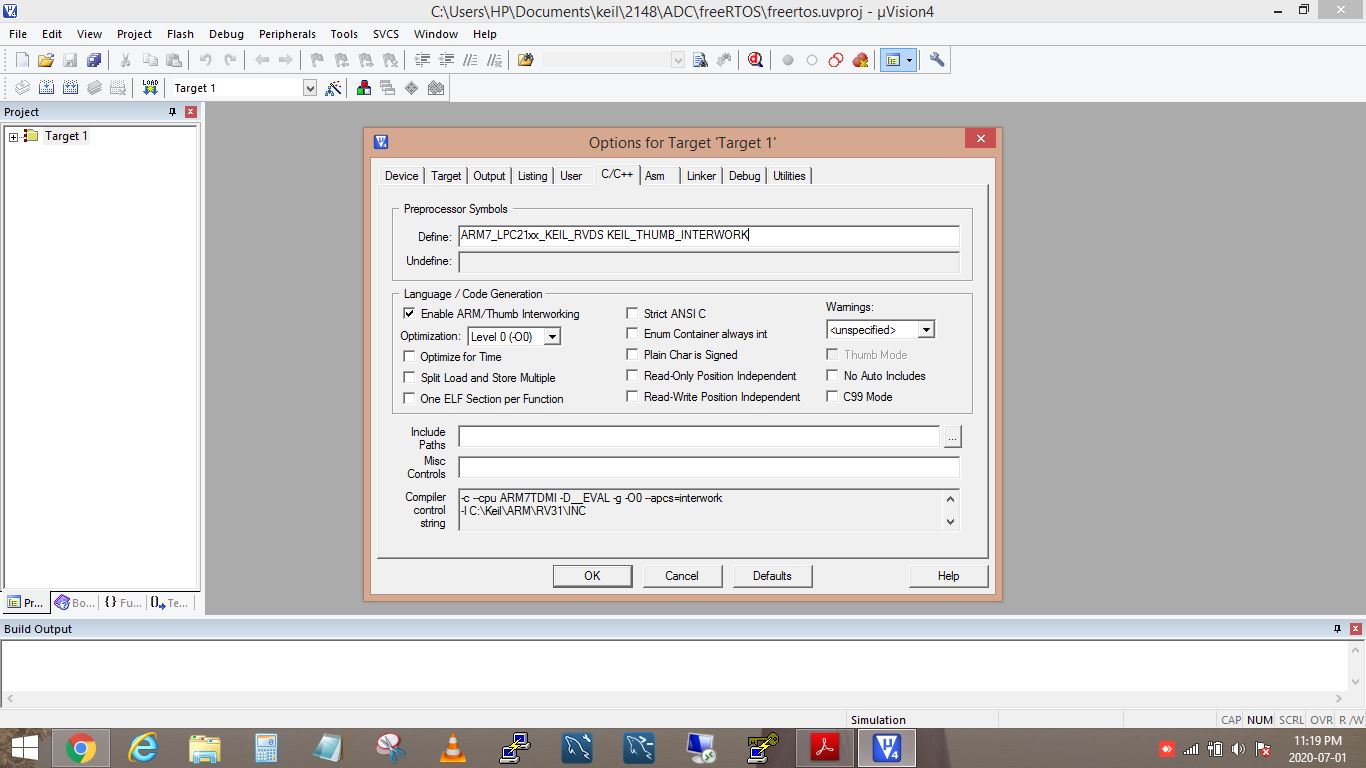 C:\Users\HP\Documents\keil\2148\ADC\freeRTOS\freertos.uvproj - µVision4
File Edit View Project Flash Debug Peripherals Tools SVCS Window Help
LOAD Target 1
Project
Target 1
Options for Target 'Target 1'
Device Target Output Listing User C/C++ Asm Linker Debug Utilities
Preprocessor Symbols
Define: ARM7_LPC21xx_KEIL_RVDS KEIL_THUMB_INTERWORK
Undefine:
Language / Code Generation
Enable ARM/Thumb Interworking
Optimization: Level 0 (-O0)
Optimize for Time
Split Load and Store Multiple
One ELF Section per Function
Strict ANSI C
Enum Container always int
Plain Char is Signed
Read-Only Position Independent
Read-Write Position Independent
Warnings:
<unspecified>
Thumb Mode
No Auto Includes
C99 Mode
Include
Paths
...
Misc
Controls
Compiler
control
string
-c --cpu ARM7TDMI -D__EVAL -g -O0 --apcs=interwork
-I C:\Keil\ARM\RV31\INC
OK Cancel Defaults Help
Pr... Bo... {} Fu... Te...
Build Output
Simulation
CAP NUM SCRL OVR R /W
11:19 PM
2020-07-01